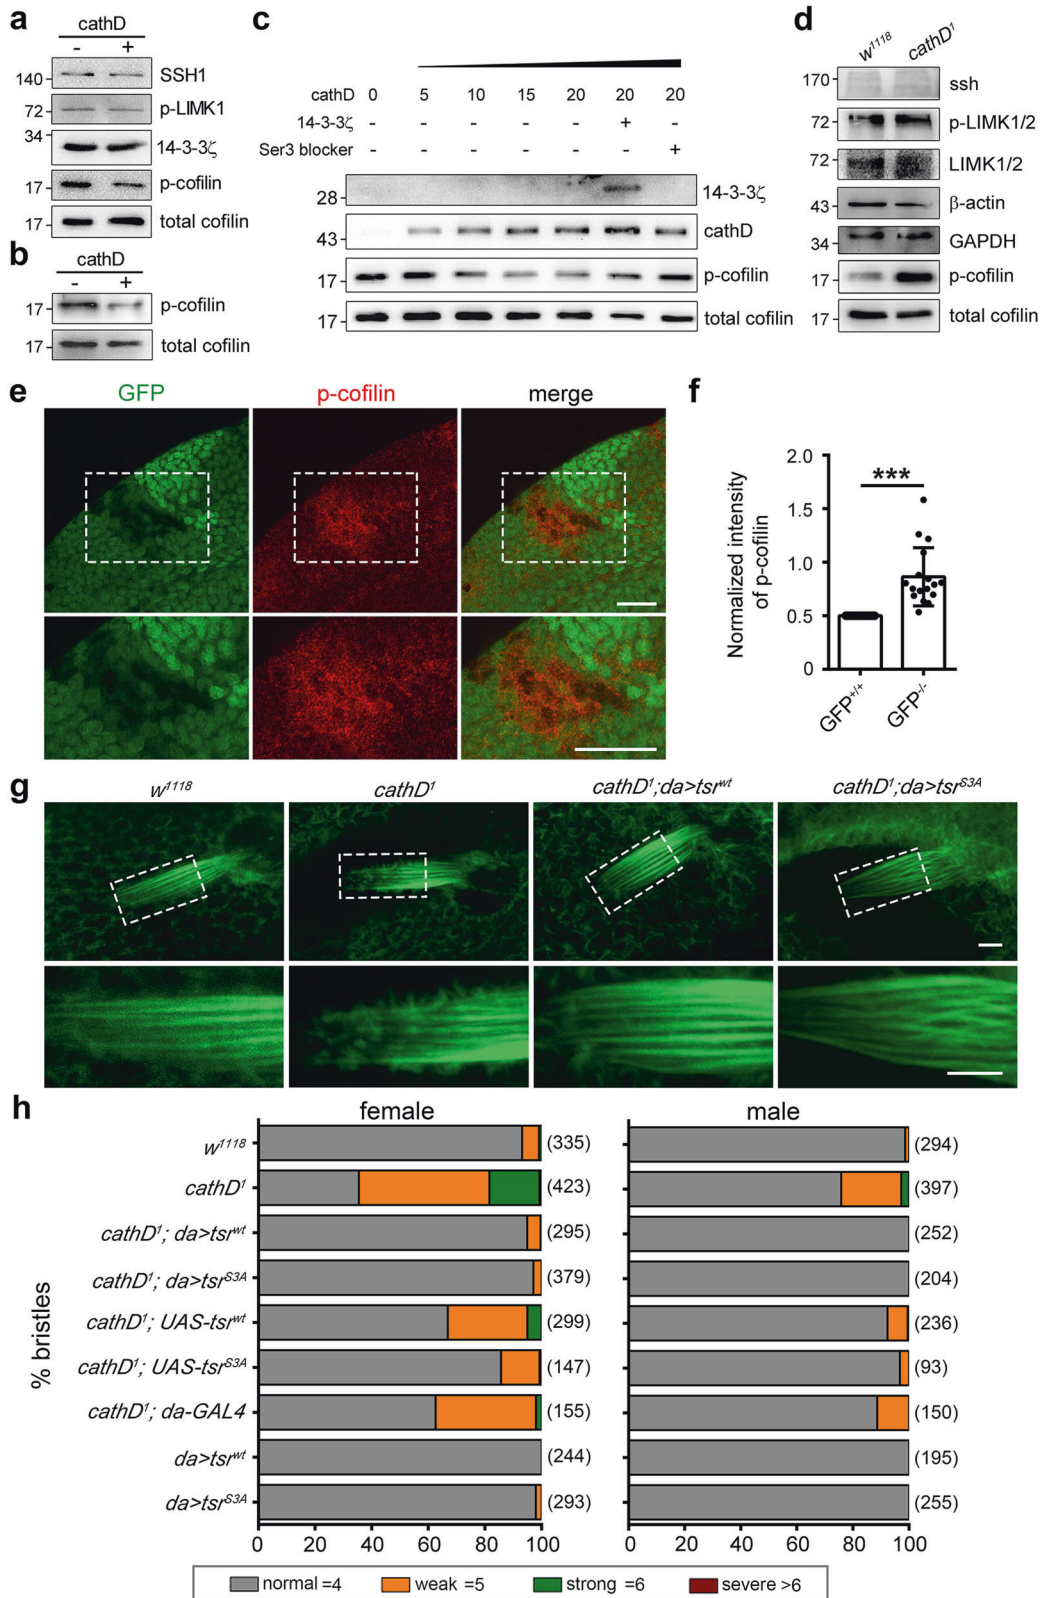 a
cathD
- +
140 SSH1
72 p-LIMK1
34 14-3-3ζ
17 p-cofilin
17 total cofilin
b
cathD
- +
17 p-cofilin
17 total cofilin
c
cathD 0 5 10 15 20 20 20
14-3-3ζ - - - - - + -
Ser3 blocker - - - - - - +
28 14-3-3ζ
43 cathD
17 p-cofilin
17 total cofilin
d
w¹¹¹⁸ cathD¹
170 ssh
72 p-LIMK1/2
72 LIMK1/2
43 β-actin
34 GAPDH
17 p-cofilin
17 total cofilin
e
GFP p-cofilin merge
f
Normalized intensity
of p-cofilin
2.0
1.5
1.0
0.5
0
***
GFP⁺/⁺ GFP⁻/⁻
g
w¹¹¹⁸ cathD¹ cathD¹;da>tsrʷᵗ cathD¹;da>tsrˢ³ᴬ
h
female male
% bristles
w¹¹¹⁸ (335) (294)
cathD¹ (423) (397)
cathD¹; da>tsrʷᵗ (295) (252)
cathD¹; da>tsrˢ³ᴬ (379) (204)
cathD¹; UAS-tsrʷᵗ (299) (236)
cathD¹; UAS-tsrˢ³ᴬ (147) (93)
cathD¹; da-GAL4 (155) (150)
da>tsrʷᵗ (244) (195)
da>tsrˢ³ᴬ (293) (255)
0 20 40 60 80 100 0 20 40 60 80 100
normal =4 weak =5 strong =6 severe >6